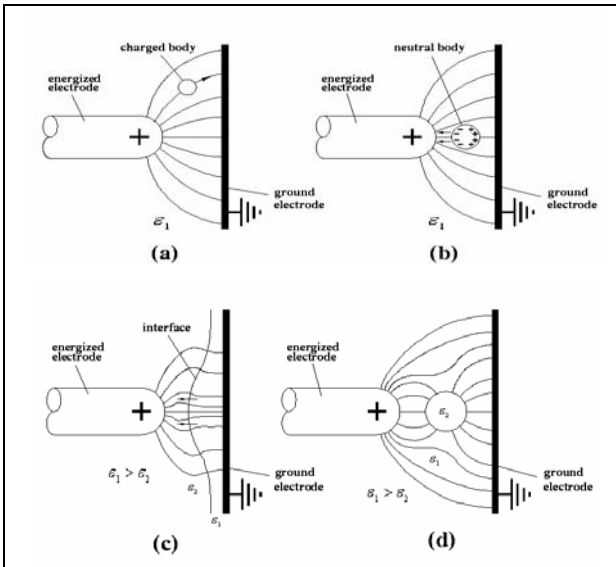 charged body
energized
electrode
+
ground
electrode
ε₁
(a)
neutral body
energized
electrode
+
ground
electrode
ε₁
(b)
interface
energized
electrode
+
ε₁ > ε₂
ε₂
ground
electrode
ε₁
(c)
energized
electrode
+
ε₂
ε₁
ε₁ > ε₂
ground
electrode
(d)